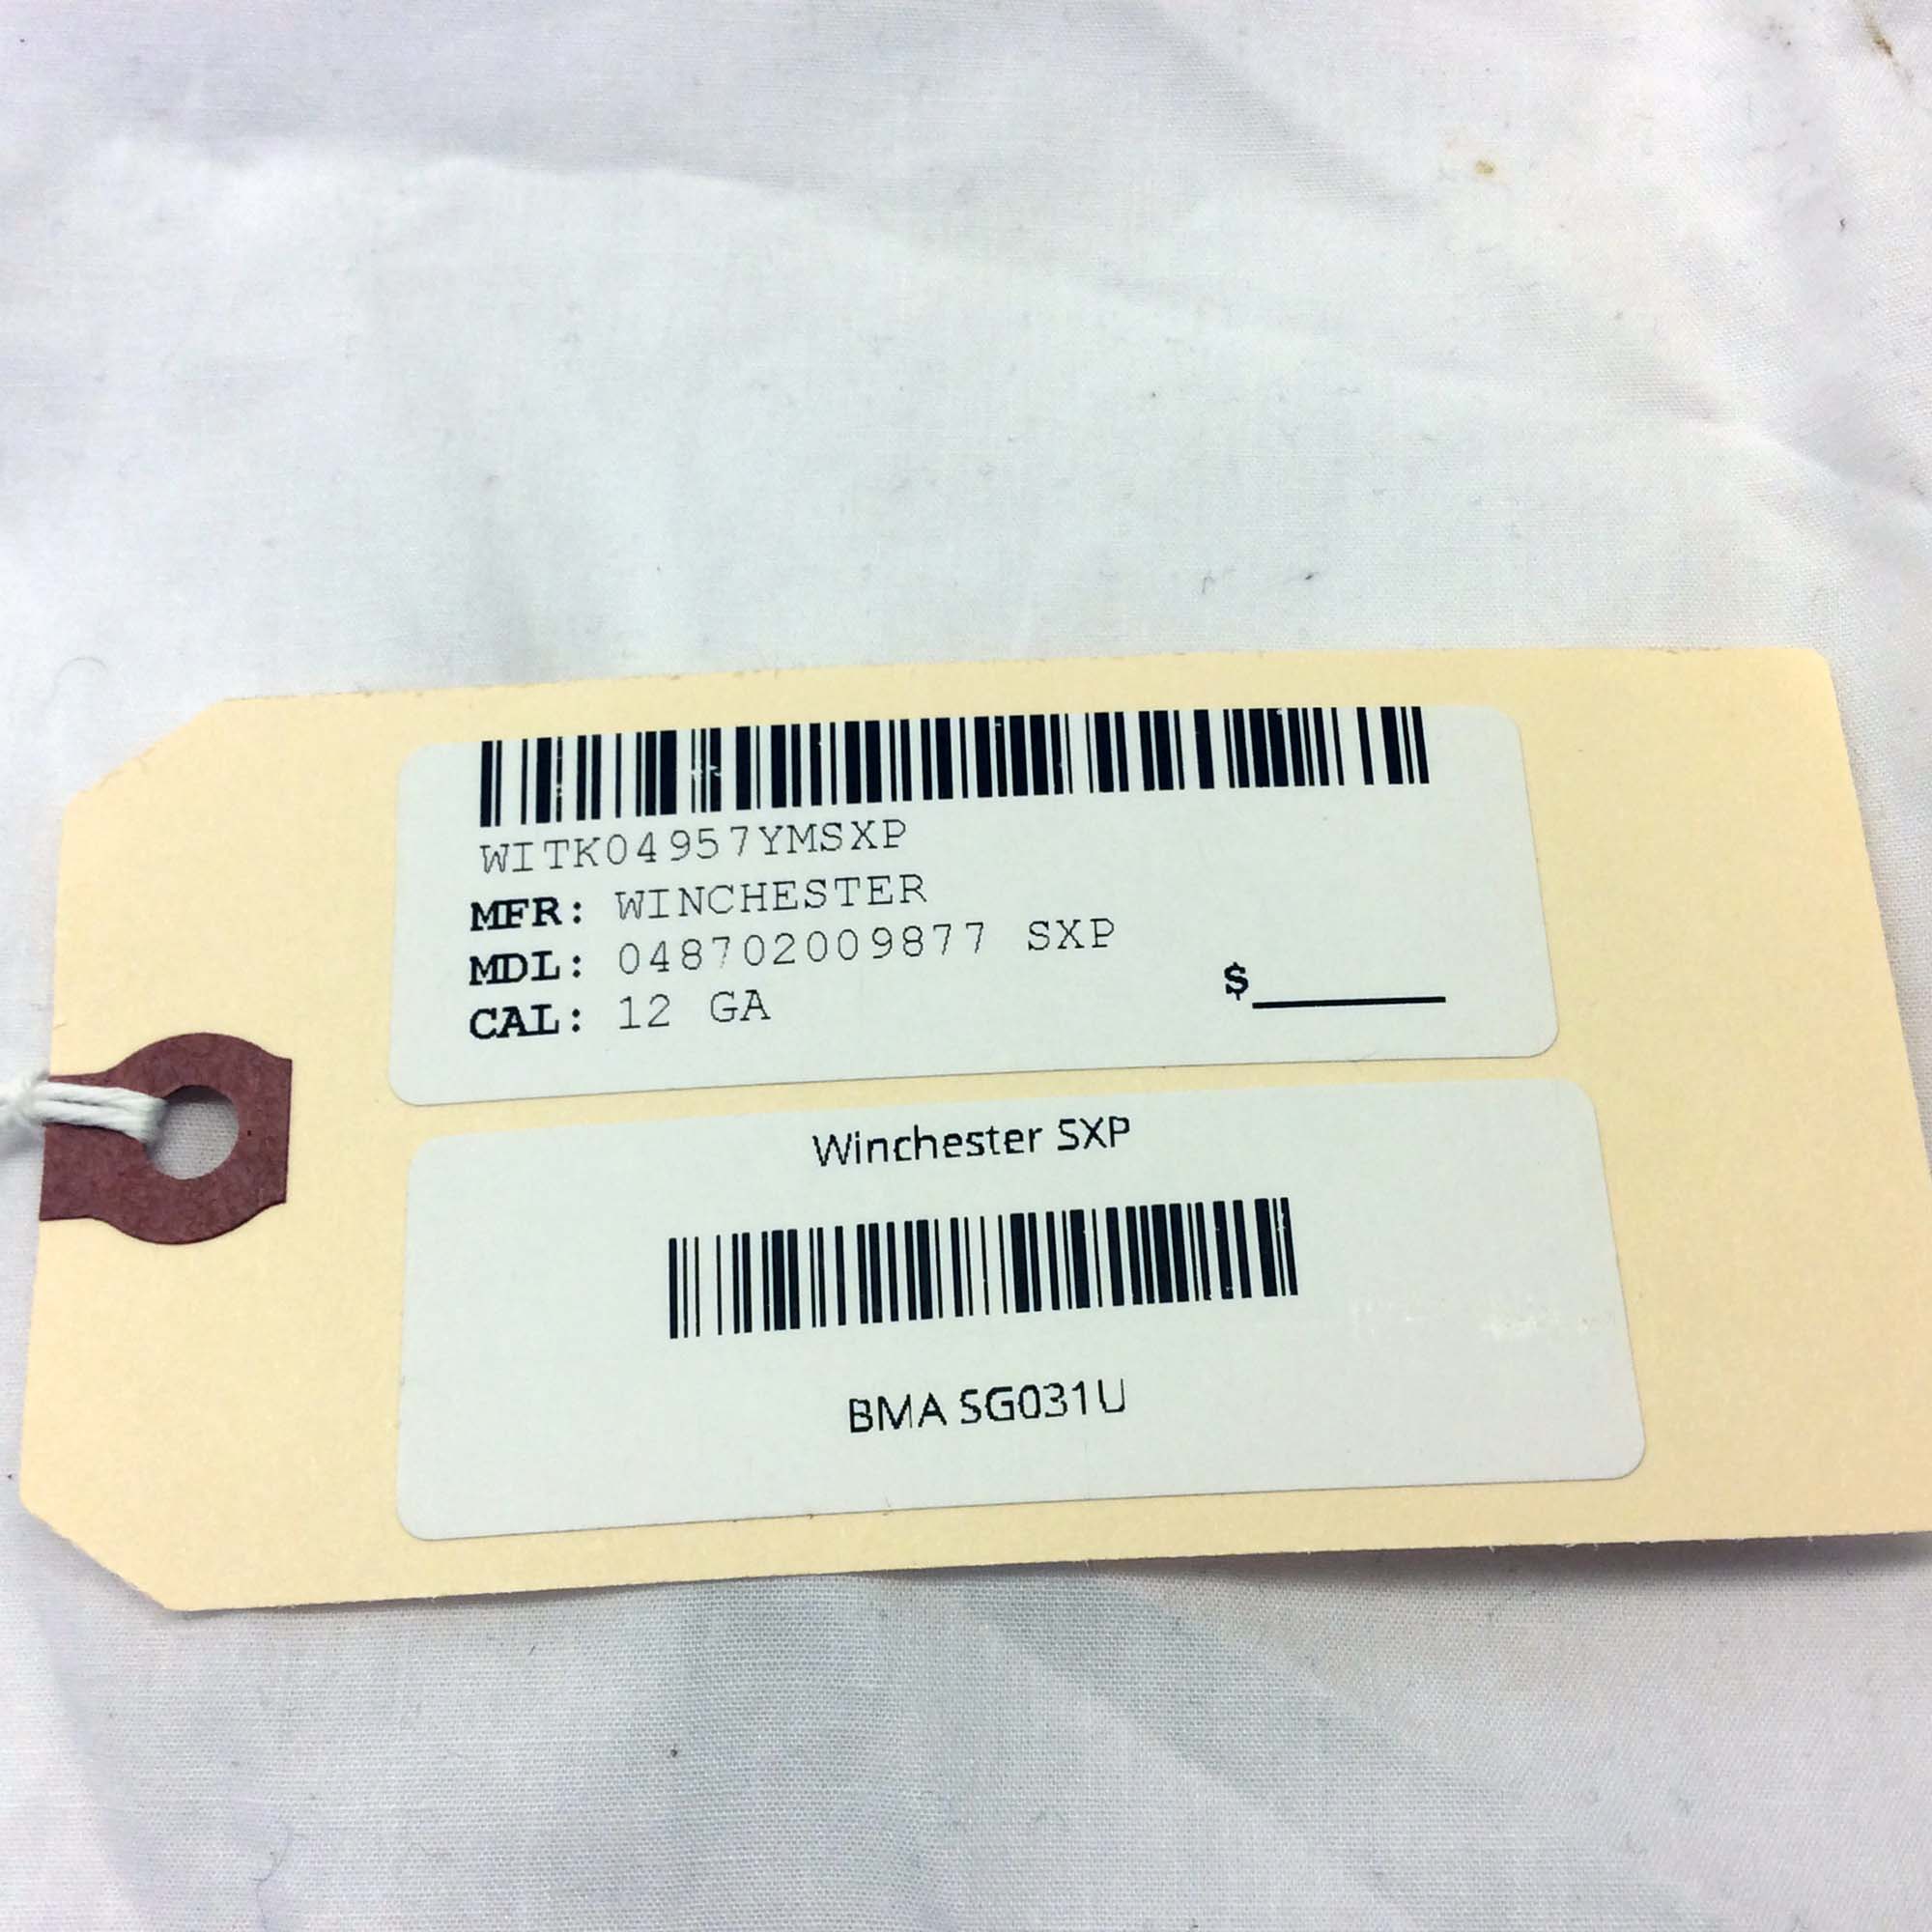 WITK04957YMSXP
MFR: WINCHESTER
MDL: 048702009877 SXP
CAL: 12 GA
$
Winchester SXP
BMA SG031U